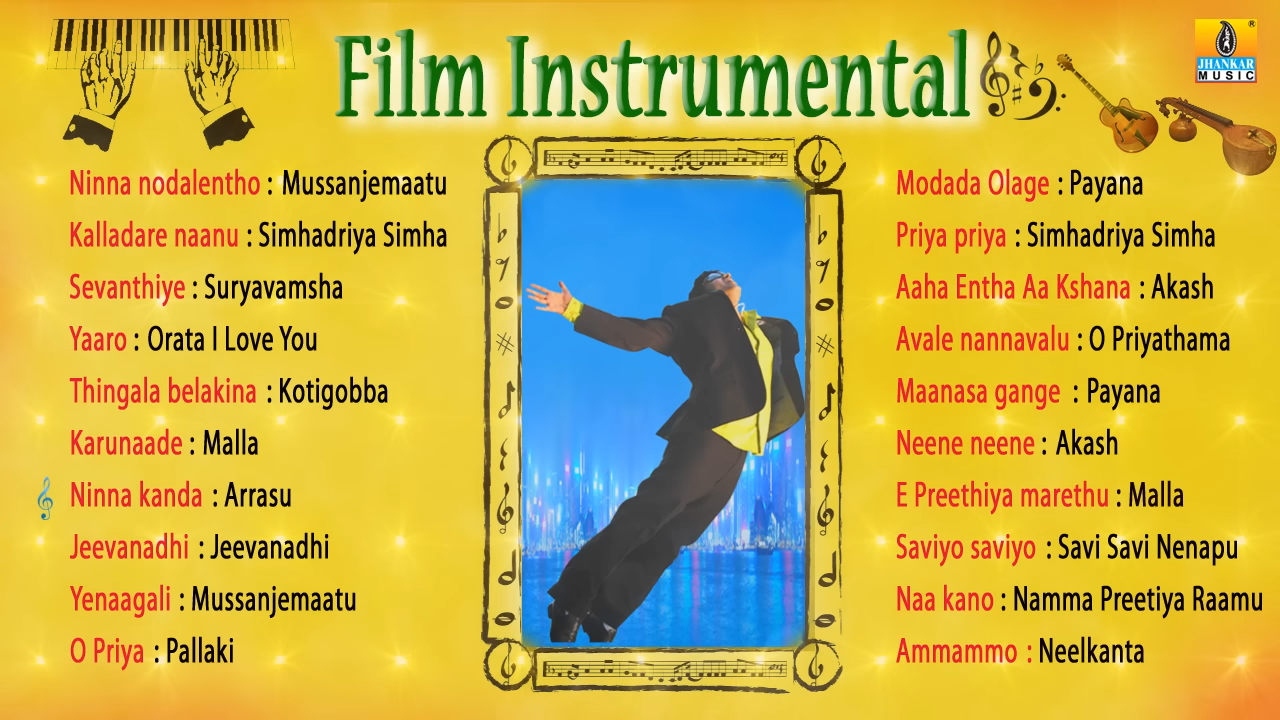 Film Instrumental
JHANKAR
MUSIC
Ninna nodalentho : Mussanjemaatu
Kalladare naanu : Simhadriya Simha
Sevanthiye : Suryavamsha
Yaaro : Orata I Love You
Thingala belakina : Kotigobba
Karunaade : Malla
Ninna kanda : Arrasu
Jeevanadhi : Jeevanadhi
Yenaagali : Mussanjemaatu
O Priya : Pallaki
Modada Olage : Payana
Priya priya : Simhadriya Simha
Aaha Entha Aa Kshana : Akash
Avale nannavalu : O Priyathama
Maanasa gange : Payana
Neene neene : Akash
E Preethiya marethu : Malla
Saviyo saviyo : Savi Savi Nenapu
Naa kano : Namma Preetiya Raamu
Ammammo : Neelkanta